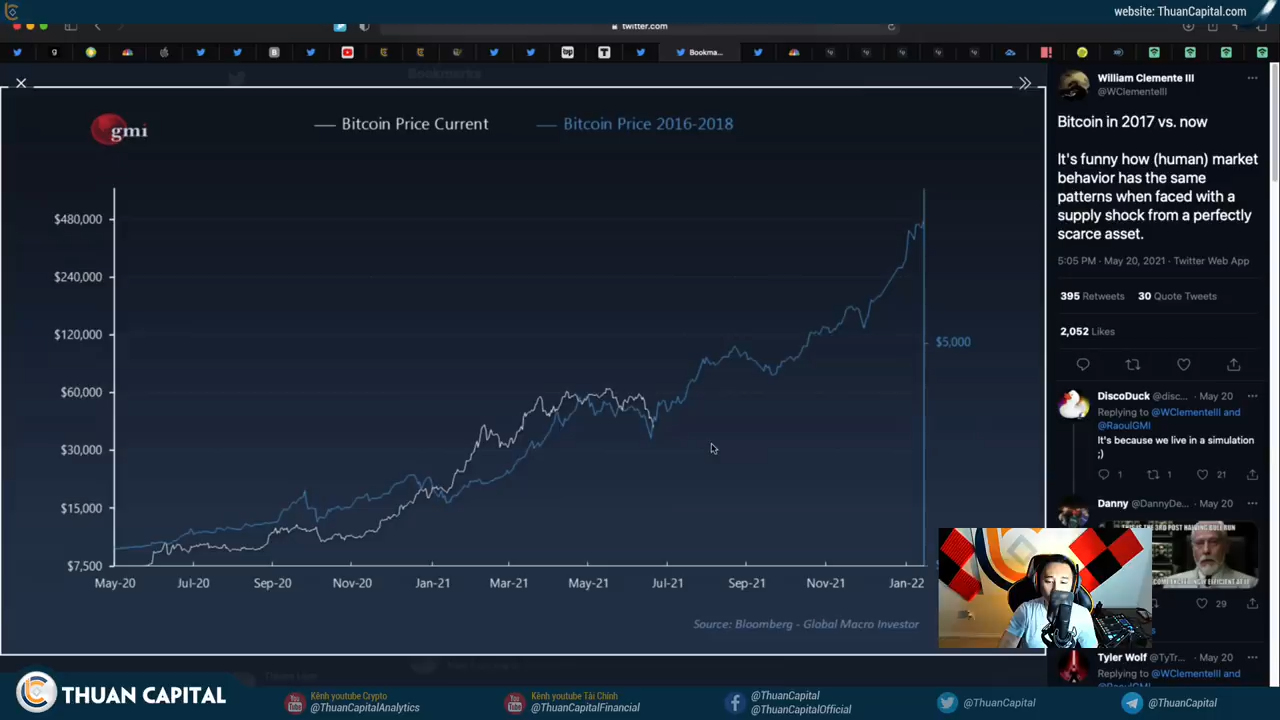 website: ThuanCapital.com
twitter.com
Bookma...
Bookmarks
gmi
Bitcoin Price Current
Bitcoin Price 2016-2018
$480,000
$240,000
$120,000
$60,000
$30,000
$15,000
$7,500
$5,000
May-20
Jul-20
Sep-20
Nov-20
Jan-21
Mar-21
May-21
Jul-21
Sep-21
Nov-21
Jan-22
Source: Bloomberg - Global Macro Investor
William Clemente III
@WClementeIII
Bitcoin in 2017 vs. now
It's funny how (human) market
behavior has the same
patterns when faced with a
supply shock from a perfectly
scarce asset.
5:05 PM · May 20, 2021 · Twitter Web App
395 Retweets 30 Quote Tweets
2,052 Likes
DiscoDuck @disc... · May 20
Replying to @WClementeIII and
@RaoulGMI
It's because we live in a simulation
;)
1 1 21
Danny @DannyDe... · May 20
29
Tyler Wolf @TyTr... · May 20
Replying to @WClementeIII and
@RaoulGMI
THUAN CAPITAL
Kênh youtube Crypto
@ThuanCapitalAnalytics
Kênh youtube Tài Chính
@ThuanCapitalFinancial
@ThuanCapital
@ThuanCapitalOfficial
@ThuanCapital
@ThuanCapital